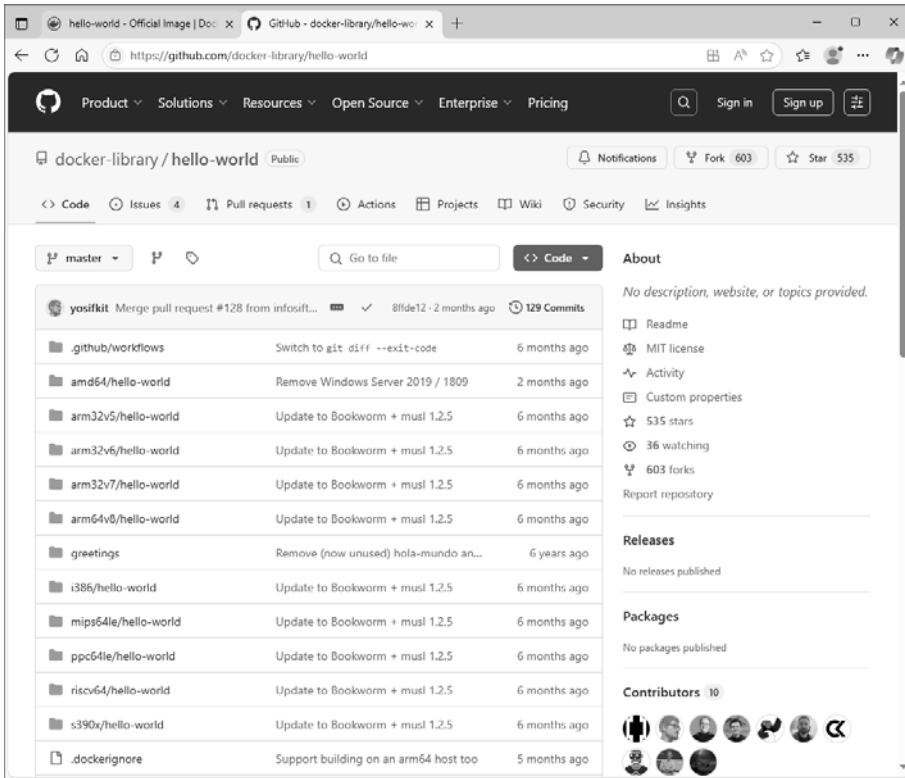 hello-world - Official Image | Doc
GitHub - docker-library/hello-wor
https://github.com/docker-library/hello-world
Product Solutions Resources Open Source Enterprise Pricing Sign in Sign up
docker-library / hello-world Public Notifications Fork 603 Star 535
Code Issues 4 Pull requests 1 Actions Projects Wiki Security Insights
master Go to file Code
yosifkit Merge pull request #128 from infosift... 8ffde12 · 2 months ago 129 Commits
.github/workflows Switch to git diff --exit-code 6 months ago
amd64/hello-world Remove Windows Server 2019 / 1809 2 months ago
arm32v5/hello-world Update to Bookworm + musl 1.2.5 6 months ago
arm32v6/hello-world Update to Bookworm + musl 1.2.5 6 months ago
arm32v7/hello-world Update to Bookworm + musl 1.2.5 6 months ago
arm64v8/hello-world Update to Bookworm + musl 1.2.5 6 months ago
greetings Remove (now unused) hola-mundo an... 6 years ago
i386/hello-world Update to Bookworm + musl 1.2.5 6 months ago
mips64le/hello-world Update to Bookworm + musl 1.2.5 6 months ago
ppc64le/hello-world Update to Bookworm + musl 1.2.5 6 months ago
riscv64/hello-world Update to Bookworm + musl 1.2.5 6 months ago
s390x/hello-world Update to Bookworm + musl 1.2.5 6 months ago
.dockerignore Support building on an arm64 host too 5 months ago
About
No description, website, or topics provided.
Readme
MIT license
Activity
Custom properties
535 stars
36 watching
603 forks
Report repository
Releases
No releases published
Packages
No packages published
Contributors 10